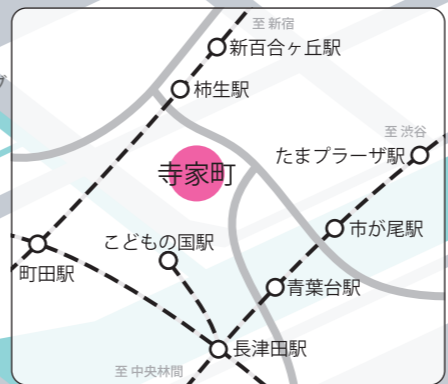 至 新宿
新百合ヶ丘駅
柿生駅
至 渋谷
たまプラーザ駅
寺家町
市が尾駅
こどもの国駅
町田駅
青葉台駅
長津田駅
至 中央林間